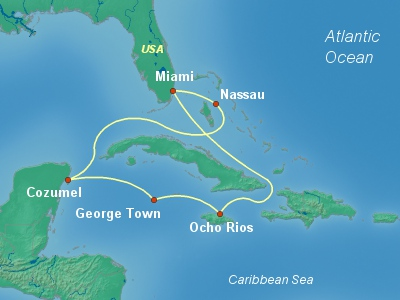 Atlantic
Ocean
USA
Miami
Nassau
Cozumel
George Town
Ocho Rios
Caribbean Sea